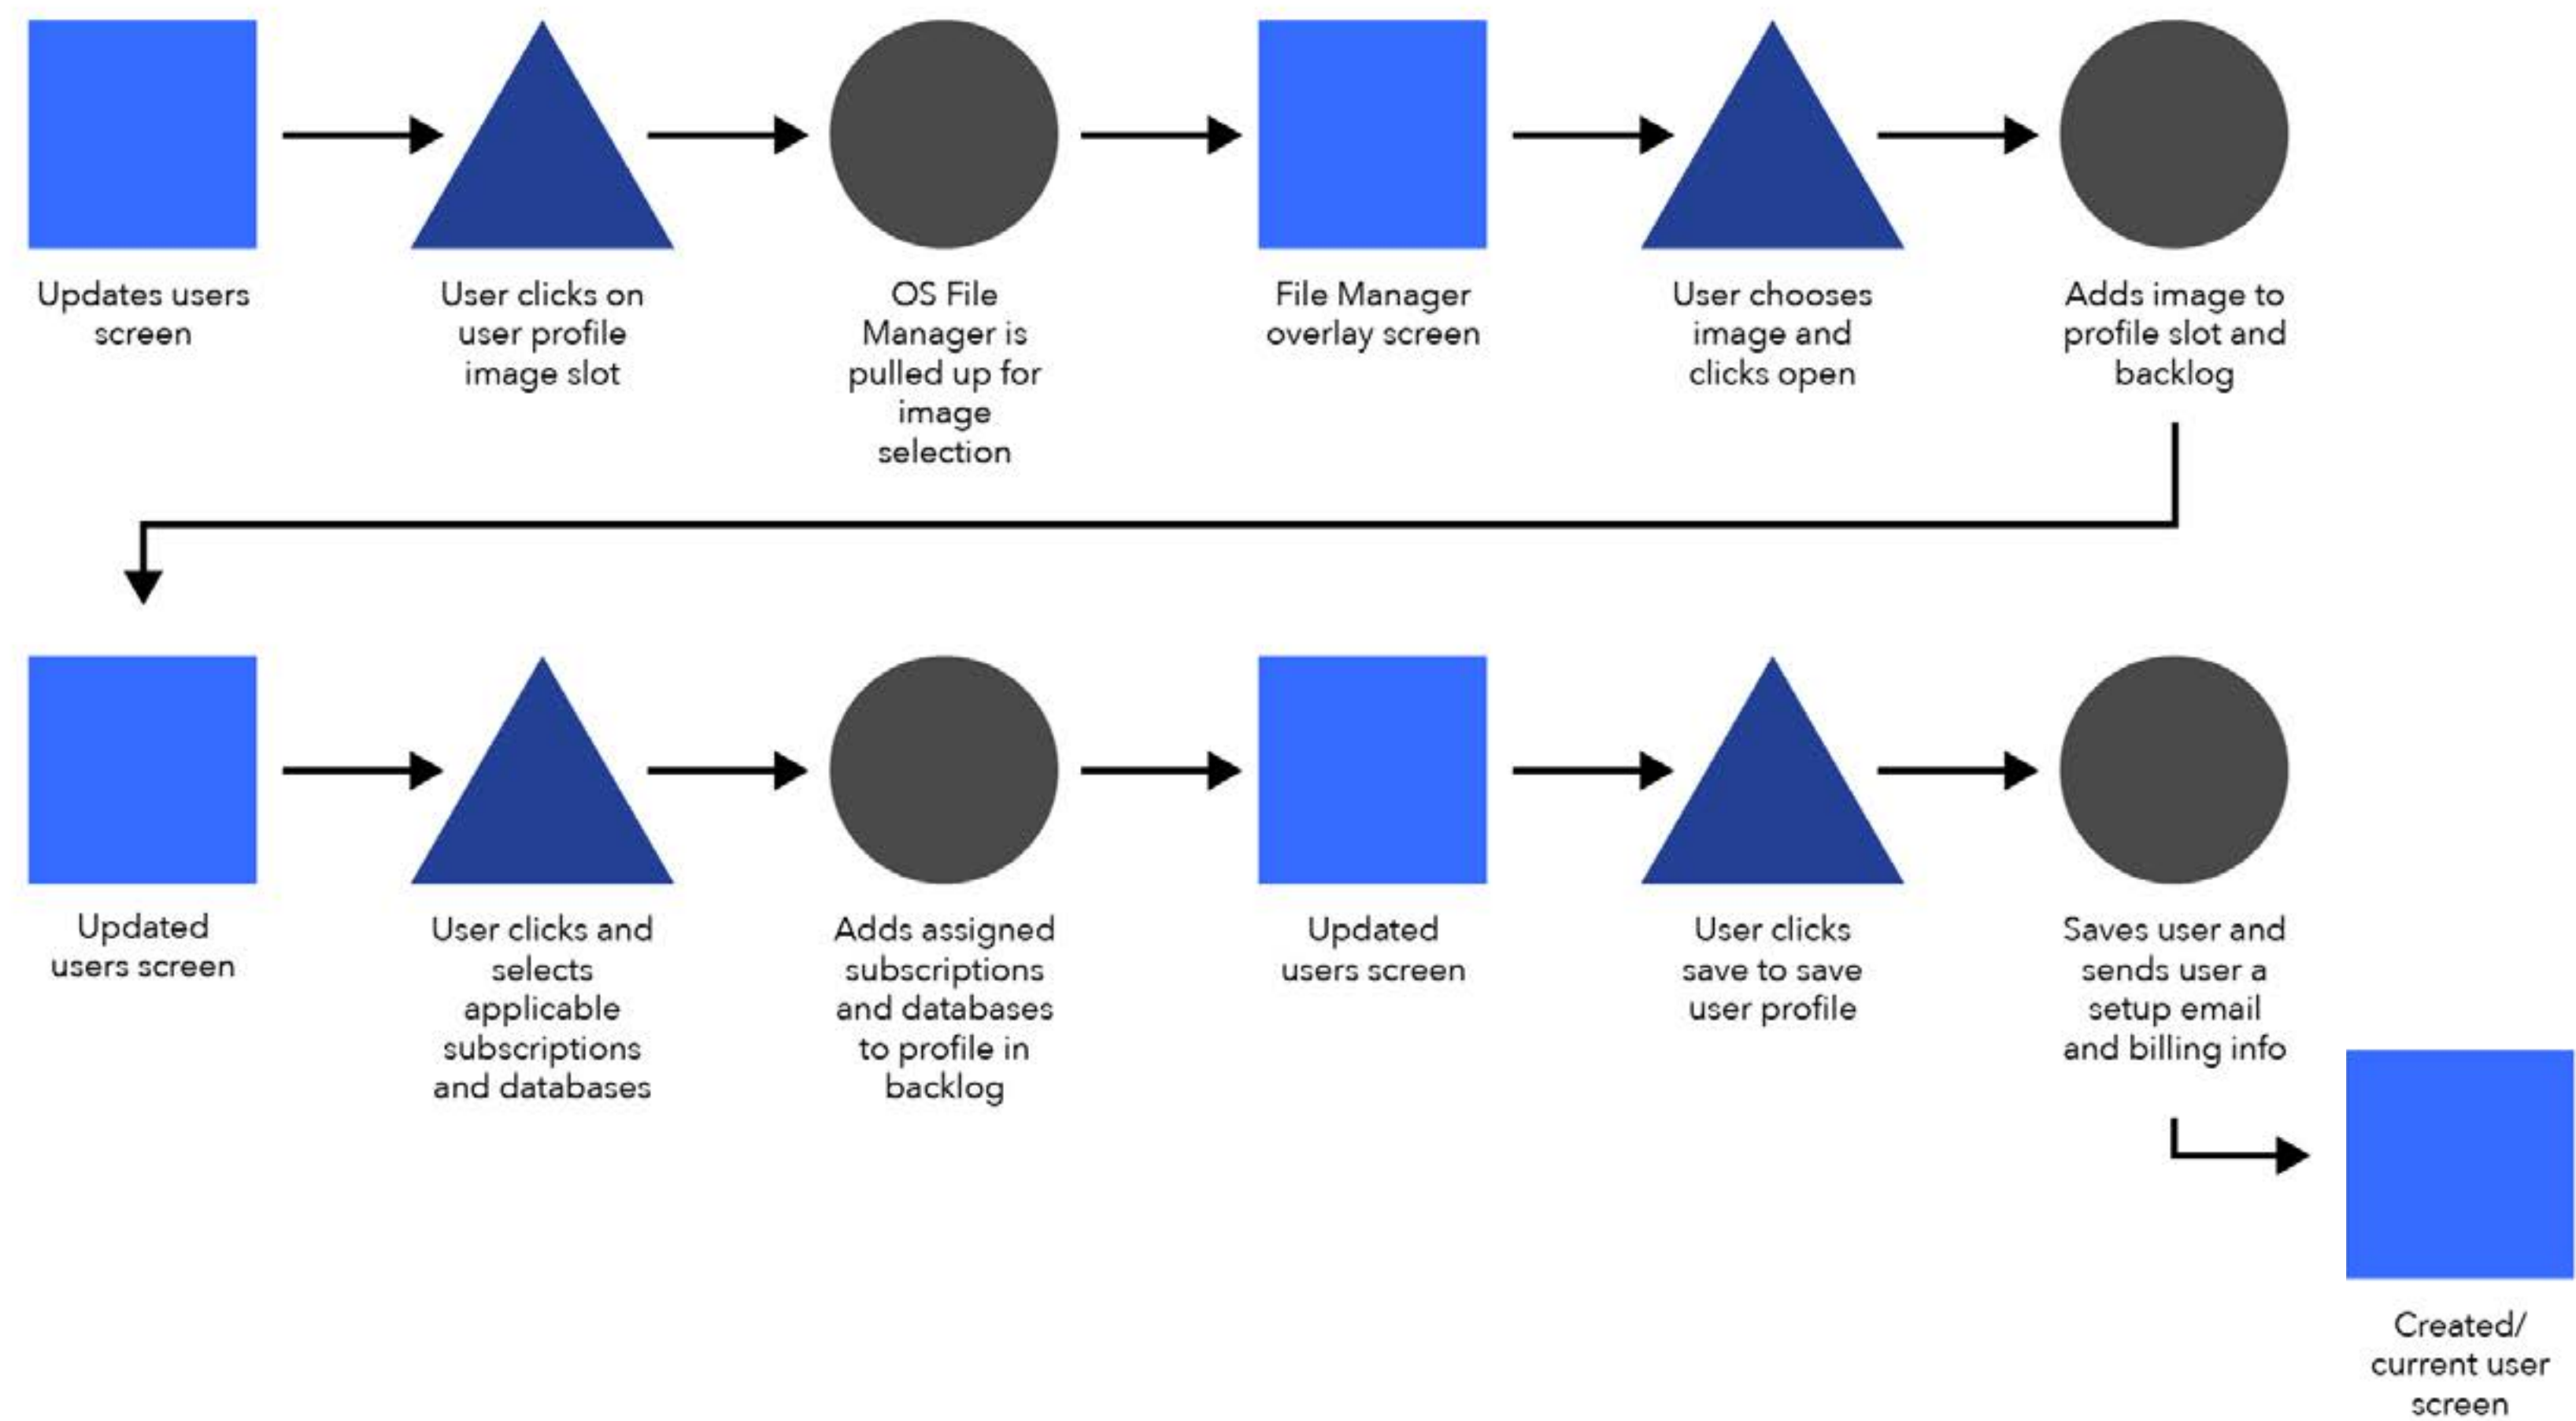 Updates users
screen
User clicks on
user profile
image slot
OS File
Manager is
pulled up for
image
selection
File Manager
overlay screen
User chooses
image and
clicks open
Adds image to
profile slot and
backlog
Updated
users screen
User clicks and
selects
applicable
subscriptions
and databases
Adds assigned
subscriptions
and databases
to profile in
backlog
Updated
users screen
User clicks
save to save
user profile
Saves user and
sends user a
setup email
and billing info
Created/
current user
screen